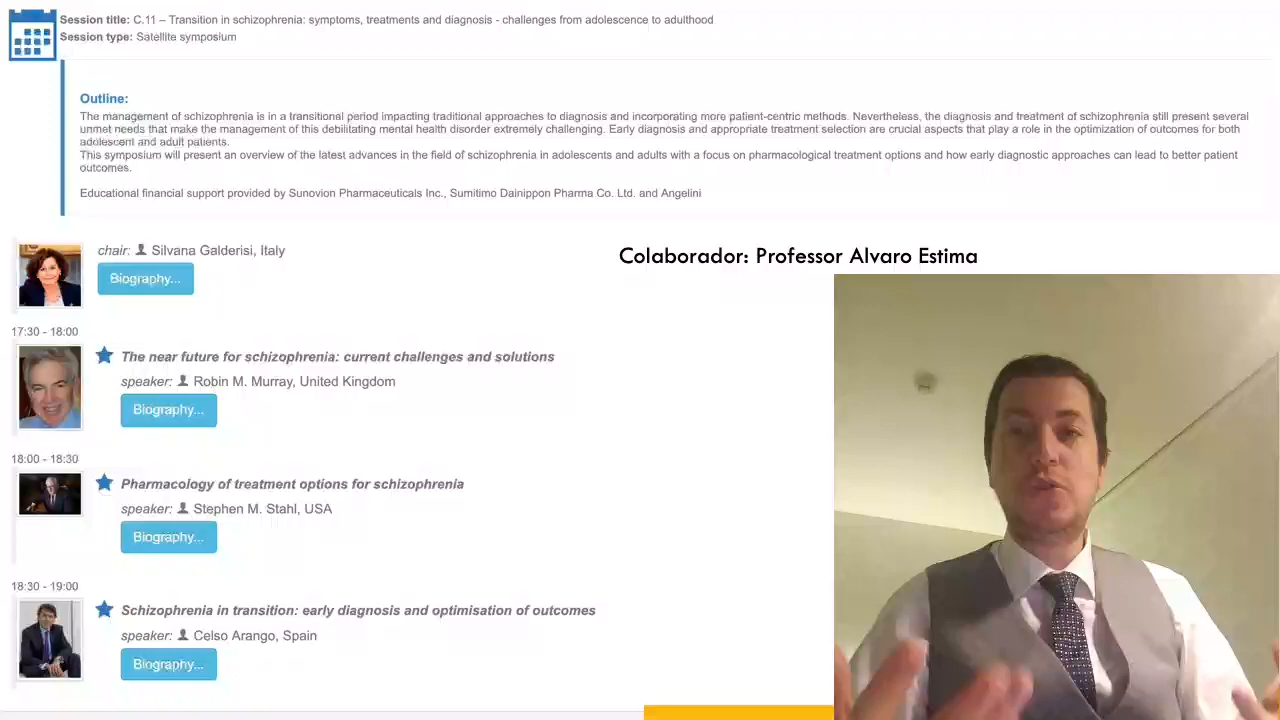 Session title: C.11 – Transition in schizophrenia: symptoms, treatments and diagnosis - challenges from adolescence to adulthood
Session type: Satellite symposium
Outline:
The management of schizophrenia is in a transitional period impacting traditional approaches to diagnosis and incorporating more patient-centric methods. Nevertheless, the diagnosis and treatment of schizophrenia still present several
unmet needs that make the management of this debilitating mental health disorder extremely challenging. Early diagnosis and appropriate treatment selection are crucial aspects that play a role in the optimization of outcomes for both
adolescent and adult patients.
This symposium will present an overview of the latest advances in the field of schizophrenia in adolescents and adults with a focus on pharmacological treatment options and how early diagnostic approaches can lead to better patient
outcomes.
Educational financial support provided by Sunovion Pharmaceuticals Inc., Sumitimo Dainippon Pharma Co. Ltd. and Angelini
chair: Silvana Galderisi, Italy
Biography...
Colaborador: Professor Alvaro Estima
17:30 - 18:00
The near future for schizophrenia: current challenges and solutions
speaker: Robin M. Murray, United Kingdom
Biography...
18:00 - 18:30
Pharmacology of treatment options for schizophrenia
speaker: Stephen M. Stahl, USA
Biography...
18:30 - 19:00
Schizophrenia in transition: early diagnosis and optimisation of outcomes
speaker: Celso Arango, Spain
Biography...